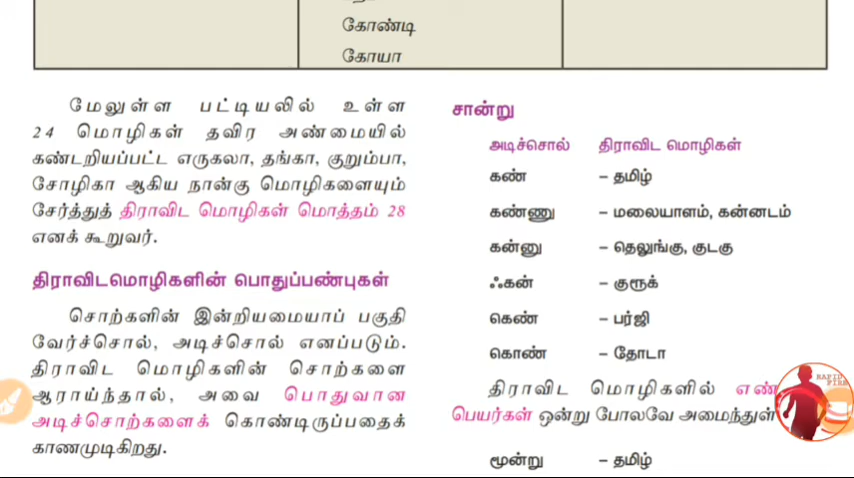 கோண்டி
கோயா
மேலுள்ள பட்டியலில் உள்ள
24 மொழிகள் தவிர அண்மையில்
கண்டறியப்பட்ட எருகலா, தங்கா, குறும்பா,
சோழிகா ஆகிய நான்கு மொழிகளையும்
சேர்த்துத் திராவிட மொழிகள் மொத்தம் 28
எனக் கூறுவர்.
திராவிடமொழிகளின் பொதுப்பண்புகள்
சொற்களின் இன்றியமையாப் பகுதி
வேர்ச்சொல், அடிச்சொல் எனப்படும்.
திராவிட மொழிகளின் சொற்களை
ஆராய்ந்தால், அவை பொதுவான
அடிச்சொற்களைக் கொண்டிருப்பதைக்
காணமுடிகிறது.
சான்று
அடிச்சொல் திராவிட மொழிகள்
கண் – தமிழ்
கண்ணு – மலையாளம், கன்னடம்
கன்னு – தெலுங்கு, குடகு
ஃகன் – குரூக்
கெண் – பர்ஜி
கொண் – தோடா
திராவிட மொழிகளில் எண்
பெயர்கள் ஒன்று போலவே
மூன்று – தமிழ்
RAPID
FIRE